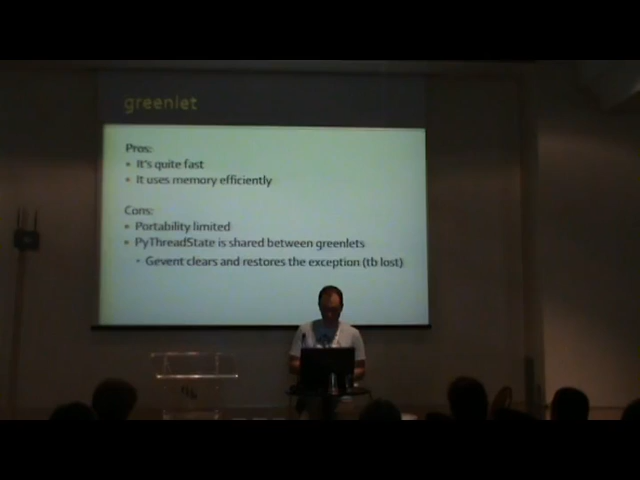 greenlet
Pros:
• It's quite fast
• It uses memory efficiently
Cons:
• Portability limited
• PyThreadState is shared between greenlets
• Gevent clears and restores the exception (tb lost)